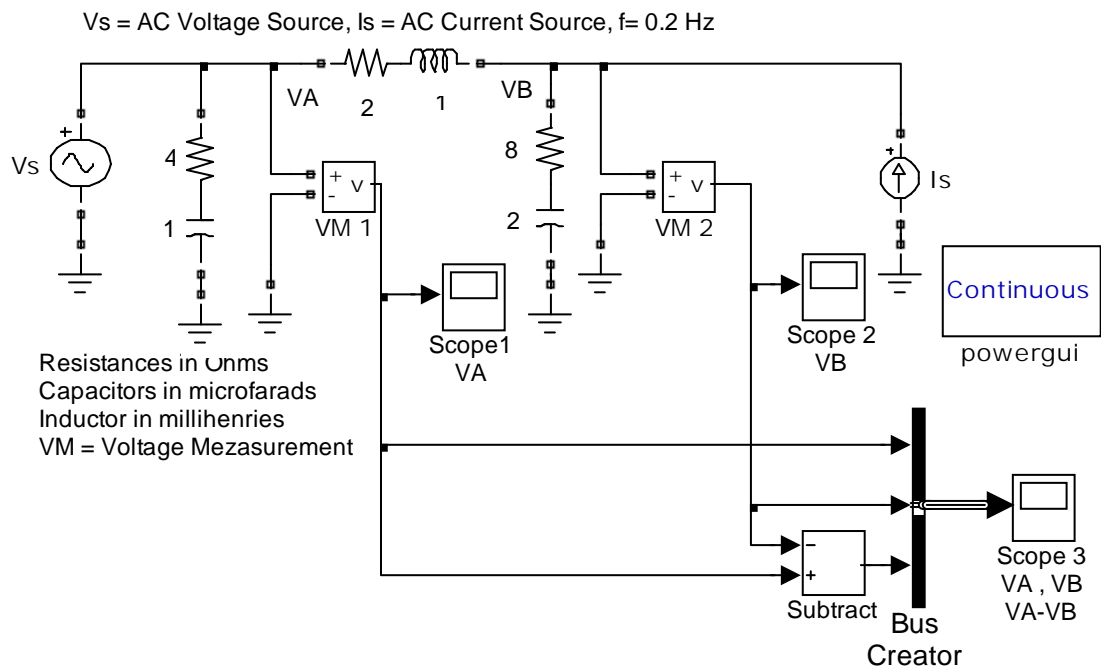 Vs = AC Voltage Source, Is = AC Current Source, f= 0.2 Hz
VA
2
1
VB
+
Vs
4
1
+
-
v
VM 1
8
2
+
-
v
VM 2
+
Is
Continuous
powergui
Scope1
VA
Scope 2
VB
Resistances in Ohms
Capacitors in microfarads
Inductor in millihenries
VM = Voltage Mezasurement
−
+
Subtract
Bus
Creator
Scope 3
VA , VB
VA-VB